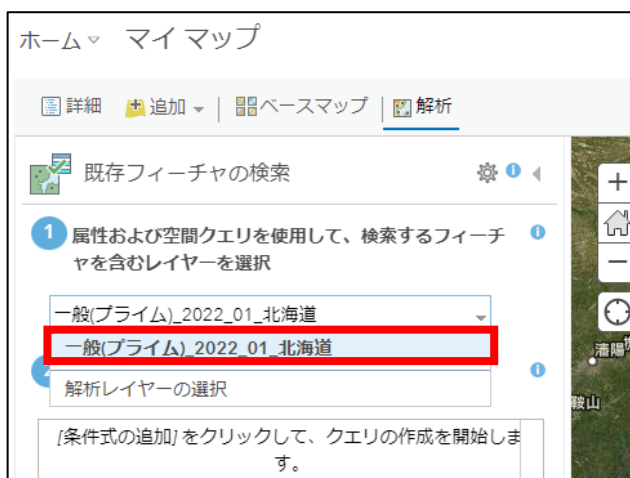 ホーム マイ マップ
詳細 追加 ベースマップ 解析
既存フィーチャの検索
1 属性および空間クエリを使用して、検索するフィーチ
ャを含むレイヤーを選択
一般(プライム)_2022_01_北海道
一般(プライム)_2022_01_北海道
解析レイヤーの選択
[条件式の追加] をクリックして、クエリの作成を開始しま
す。
瀋陽
鞍山